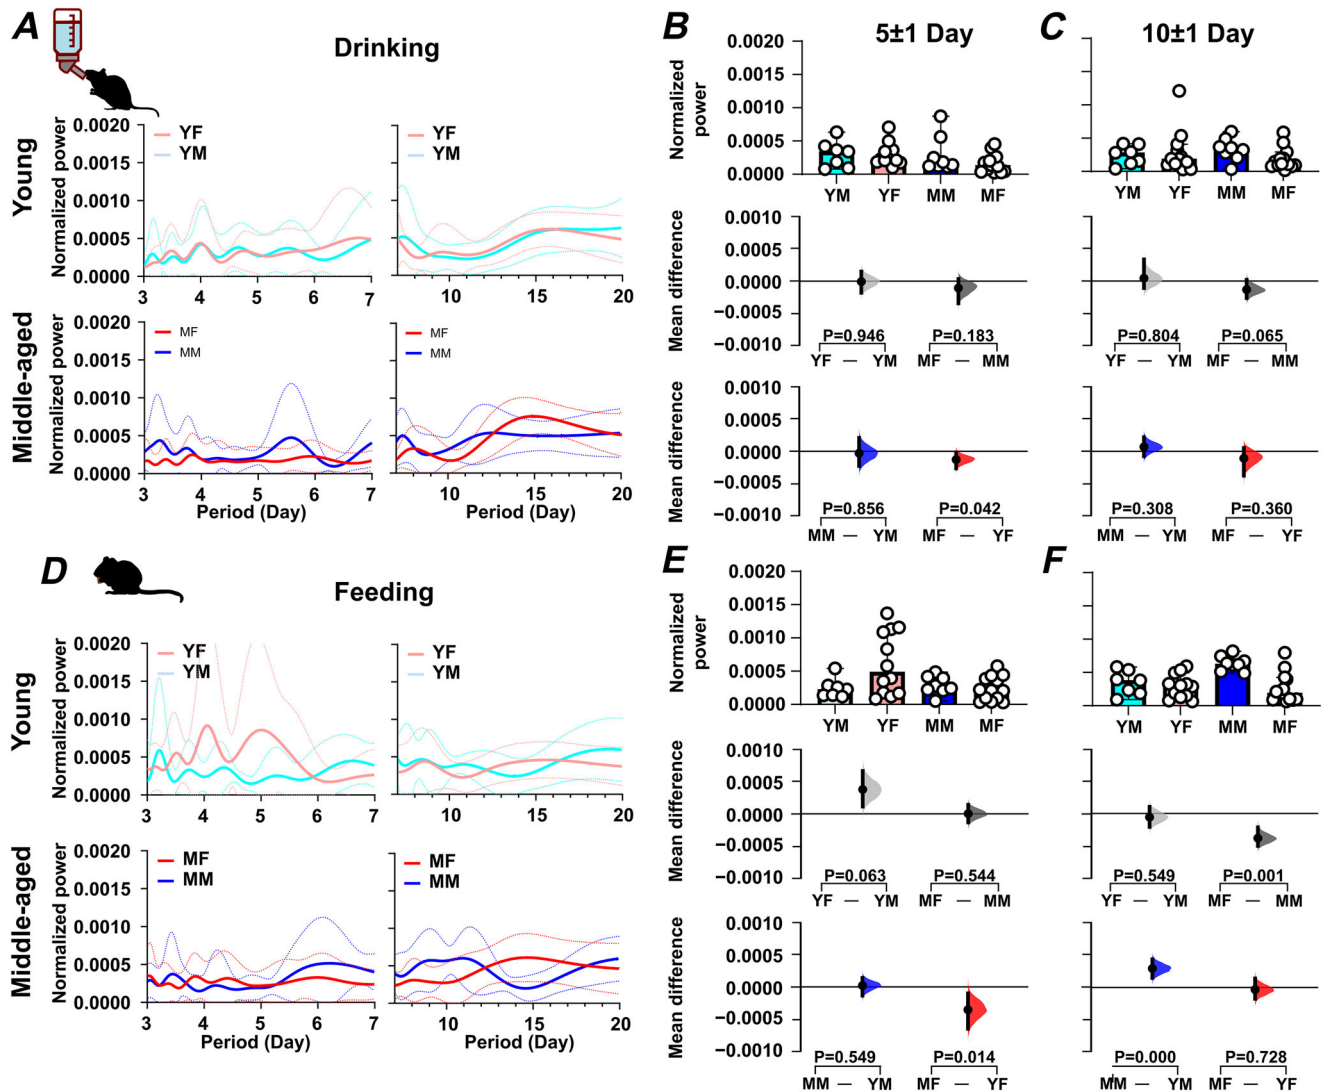 A
Drinking
Young
Normalized power
0.0020
0.0015
0.0010
0.0005
0.0000
YF
YM
3 4 5 6 7
YF
YM
10 15 20
Middle-aged
Normalized power
0.0020
0.0015
0.0010
0.0005
0.0000
MF
MM
3 4 5 6 7
Period (Day)
MF
MM
10 15 20
Period (Day)
B
5±1 Day
Normalized
power
0.0020
0.0015
0.0010
0.0005
0.0000
YM YF MM MF
Mean difference
0.0010
0.0005
0.0000
−0.0005
−0.0010
P=0.946 P=0.183
YF — YM MF — MM
Mean difference
0.0010
0.0005
0.0000
−0.0005
−0.0010
P=0.856 P=0.042
MM — YM MF — YF
C
10±1 Day
YM YF MM MF
P=0.804 P=0.065
YF — YM MF — MM
P=0.308 P=0.360
MM — YM MF — YF
D
Feeding
Young
Normalized power
0.0020
0.0015
0.0010
0.0005
0.0000
YF
YM
3 4 5 6 7
YF
YM
10 15 20
Middle-aged
Normalized power
0.0020
0.0015
0.0010
0.0005
0.0000
MF
MM
3 4 5 6 7
Period (Day)
MF
MM
11 15 20
Period (Day)
E
Normalized
power
0.0020
0.0015
0.0010
0.0005
0.0000
YM YF MM MF
Mean difference
0.0010
0.0005
0.0000
−0.0005
−0.0010
P=0.063 P=0.544
YF — YM MF — MM
Mean difference
0.0010
0.0005
0.0000
−0.0005
−0.0010
P=0.549 P=0.014
MM — YM MF — YF
F
YM YF MM MF
P=0.549 P=0.001
YF — YM MF — MM
P=0.000 P=0.728
MM — YM MF — YF